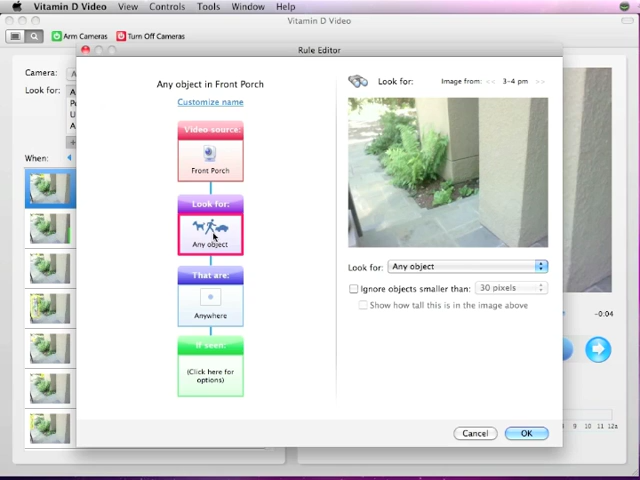 Vitamin D Video View Controls Tools Window Help
Vitamin D Video
Arm Cameras Turn Off Cameras
Rule Editor
Camera:
Look for:
When:
Any object in Front Porch
Customize name
Video source:
Front Porch
Look for:
Any object
That are:
Anywhere
If seen:
(Click here for
options)
Look for: Image from: << 3-4 pm >>
Look for: Any object
Ignore objects smaller than: 30 pixels
Show how tall this is in the image above
Cancel OK
-0:04
8 9 10 11 12a